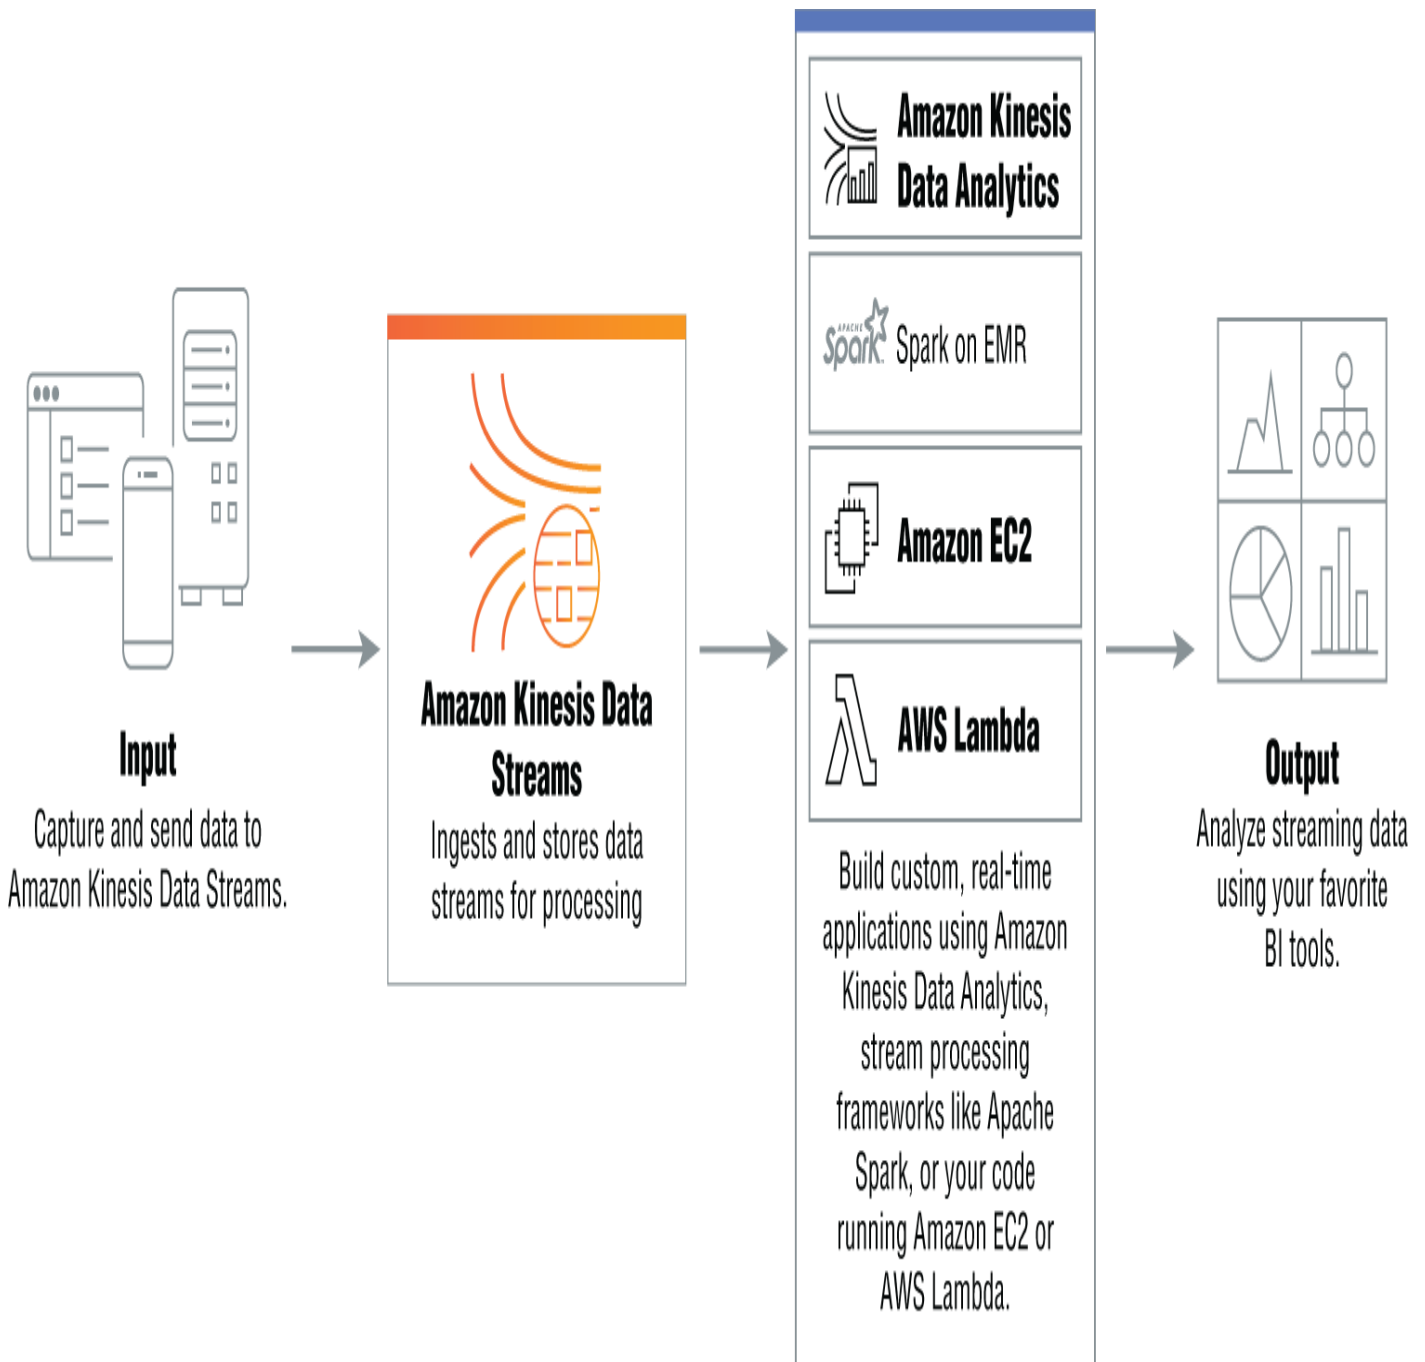 Input
Capture and send data to
Amazon Kinesis Data Streams.
Amazon Kinesis Data
Streams
Ingests and stores data
streams for processing
Amazon Kinesis
Data Analytics
APACHE
Spark
Spark on EMR
Amazon EC2
AWS Lambda
Build custom, real-time
applications using Amazon
Kinesis Data Analytics,
stream processing
frameworks like Apache
Spark, or your code
running Amazon EC2 or
AWS Lambda.
Output
Analyze streaming data
using your favorite
BI tools.